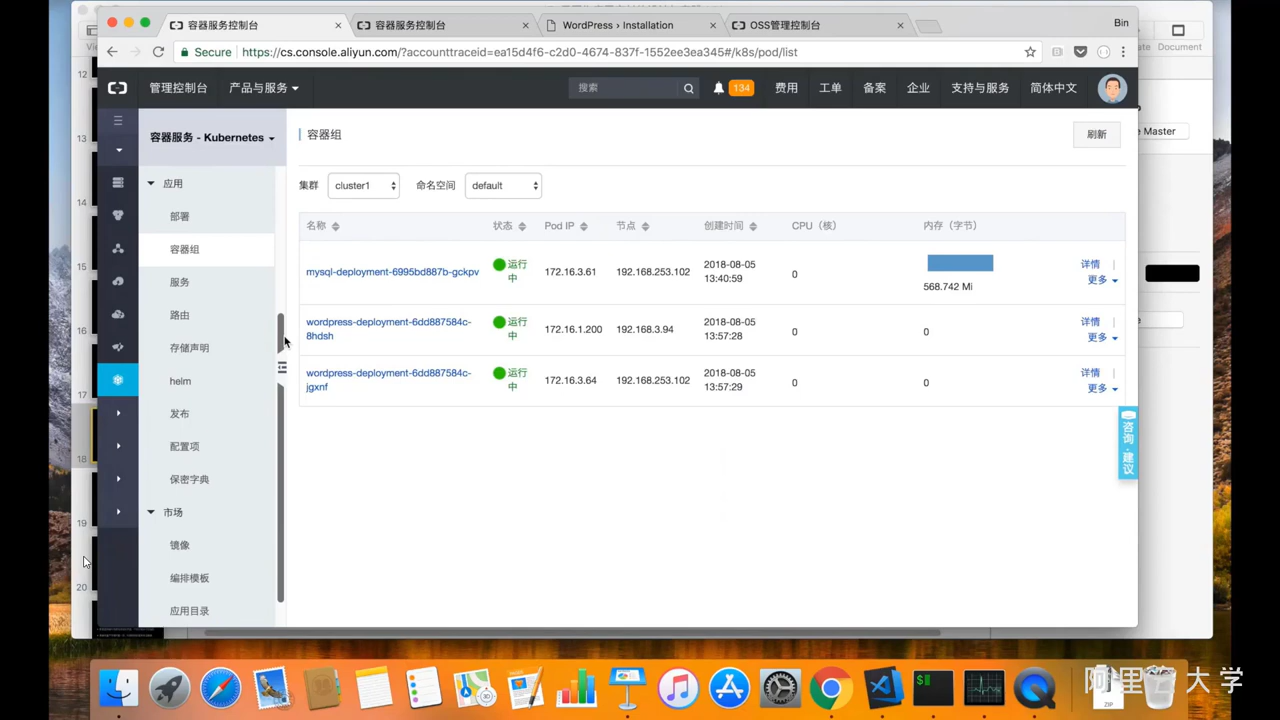 容器服务控制台
容器服务控制台
WordPress › Installation
OSS管理控制台
Bin
Secure
https://cs.console.aliyun.com/?accounttraceid=ea15d4f6-c2d0-4674-837f-1552ee3ea345#/k8s/pod/list
Document
管理控制台
产品与服务
搜索
134
费用
工单
备案
企业
支持与服务
简体中文
e Master
容器服务 - Kubernetes
容器组
刷新
应用
部署
容器组
服务
路由
存储声明
helm
发布
配置项
保密字典
市场
镜像
编排模板
应用目录
集群
cluster1
命名空间
default
名称
状态
Pod IP
节点
创建时间
CPU（核）
内存（字节）
mysql-deployment-6995bd887b-gckpv
运行
中
172.16.3.61
192.168.253.102
2018-08-05
13:40:59
0
568.742 Mi
详情
更多
wordpress-deployment-6dd887584c-
8hdsh
运行
中
172.16.1.200
192.168.3.94
2018-08-05
13:57:28
0
0
详情
更多
wordpress-deployment-6dd887584c-
jgxnf
运行
中
172.16.3.64
192.168.253.102
2018-08-05
13:57:29
0
0
详情
更多
咨询·建议
12
13
14
15
16
17
18
19
20
$
ZIP
阿里云大学